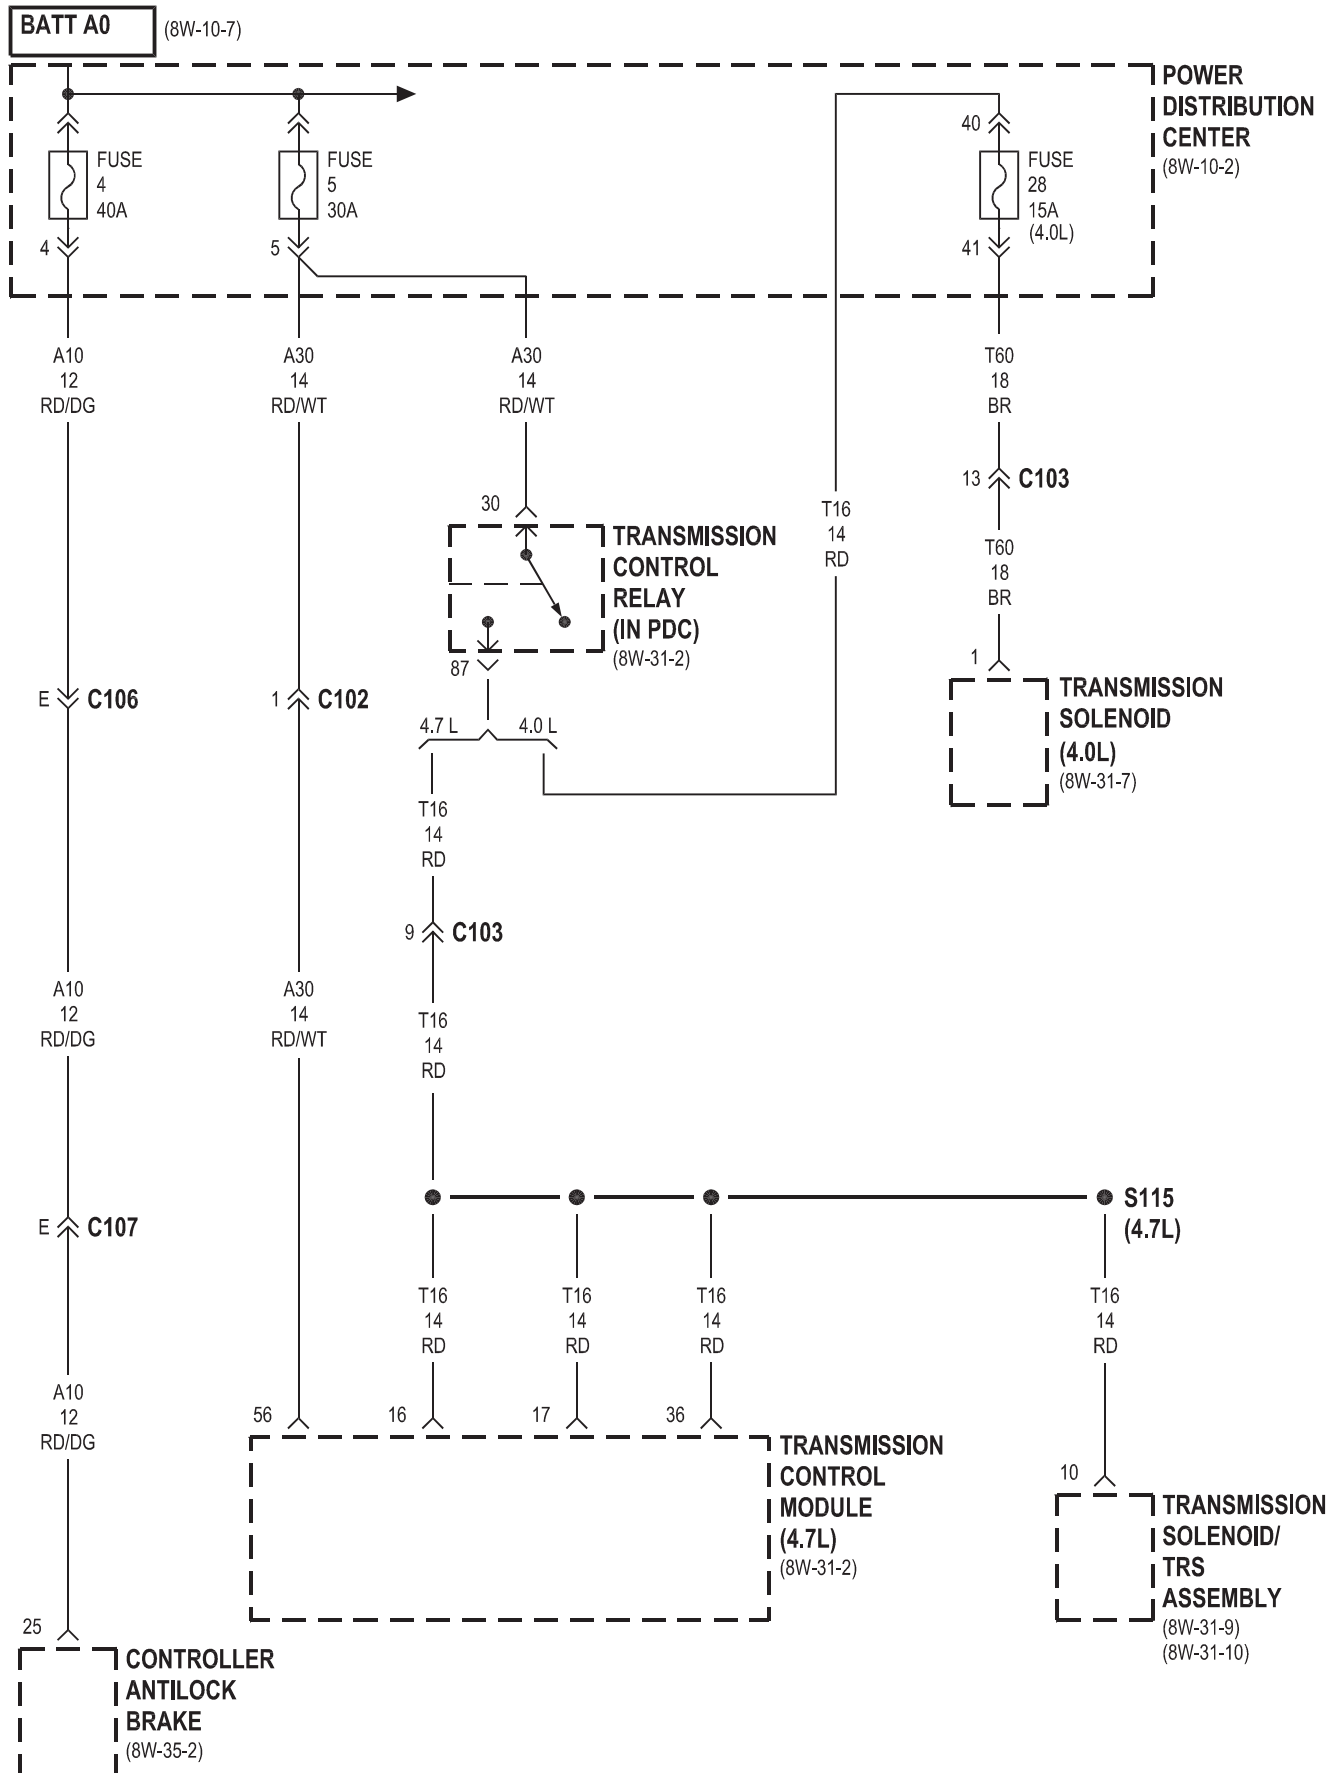 BATT A0 (8W-10-7)
POWER
DISTRIBUTION
CENTER
(8W-10-2)
FUSE
4
40A
4
FUSE
5
30A
5
40
FUSE
28
15A
(4.0L)
41
A10
12
RD/DG
A30
14
RD/WT
A30
14
RD/WT
T60
18
BR
13 C103
T16
14
RD
30
TRANSMISSION
CONTROL
RELAY
(IN PDC)
(8W-31-2)
87
T60
18
BR
1
TRANSMISSION
SOLENOID
(4.0L)
(8W-31-7)
E C106
1 C102
4.7 L 4.0 L
T16
14
RD
9 C103
A10
12
RD/DG
A30
14
RD/WT
T16
14
RD
S115
(4.7L)
E C107
T16
14
RD
T16
14
RD
T16
14
RD
T16
14
RD
A10
12
RD/DG
56 16 17 36
TRANSMISSION
CONTROL
MODULE
(4.7L)
(8W-31-2)
10
TRANSMISSION
SOLENOID/
TRS
ASSEMBLY
(8W-31-9)
(8W-31-10)
25
CONTROLLER
ANTILOCK
BRAKE
(8W-35-2)